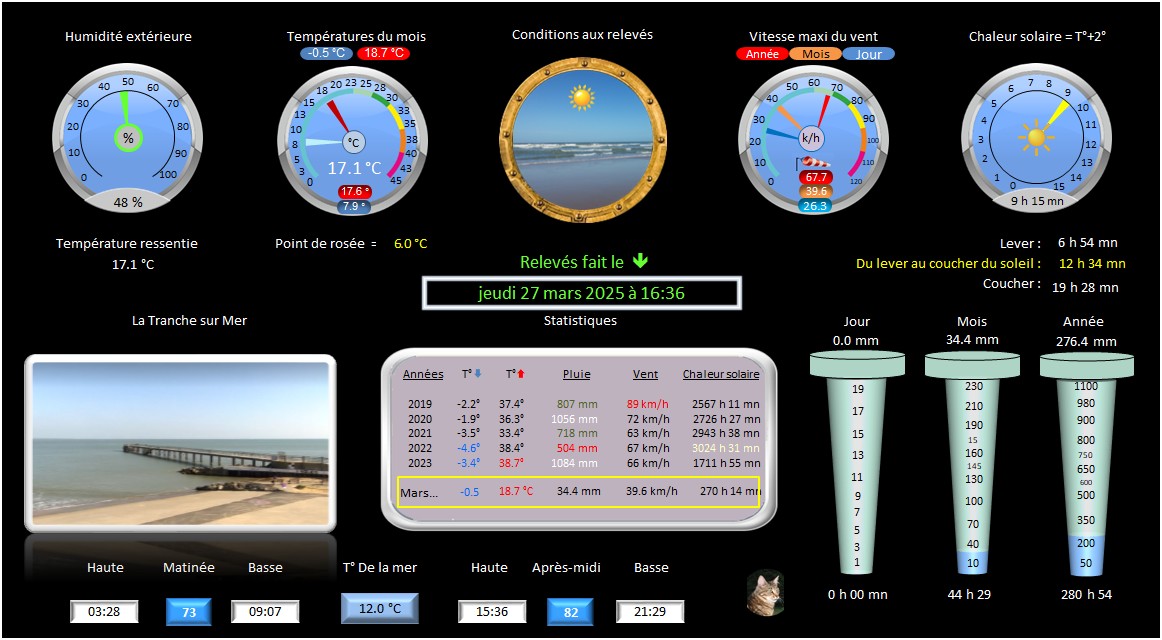 Humidité extérieure
Températures du mois
-0.5 °C 18.7 °C
Conditions aux relevés
Vitesse maxi du vent
Année Mois Jour
Chaleur solaire = T°+2°
0 10 20 30 40 50 60 70 80 90 100
%
48 %
0 3 5 8 10 13 15 18 20 23 25 28 30 33 35 38 40 43 45
°C
17.1 °C
17.6 °
7.9 °
0 10 20 30 40 50 60 70 80 90 100 110 120
k/h
67.7
39.6
26.3
0 1 2 3 4 5 6 7 8 9 10 11 12 13 14 15
9 h 15 mn
Température ressentie
17.1 °C
Point de rosée = 6.0 °C
Relevés fait le
jeudi 27 mars 2025 à 16:36
Lever : 6 h 54 mn
Du lever au coucher du soleil : 12 h 34 mn
Coucher : 19 h 28 mn
La Tranche sur Mer
Statistiques
Années T° T° Pluie Vent Chaleur solaire
2019 -2.2° 37.4° 807 mm 89 km/h 2567 h 11 mn
2020 -1.9° 36.3° 1056 mm 72 km/h 2726 h 27 mn
2021 -3.5° 33.4° 718 mm 63 km/h 2943 h 38 mn
2022 -4.6° 38.4° 504 mm 67 km/h 3024 h 31 mn
2023 -3.4° 38.7° 1084 mm 66 km/h 1711 h 55 mn
Mars... -0.5 18.7 °C 34.4 mm 39.6 km/h 270 h 14 mn
Jour
0.0 mm
19
17
15
13
11
9
7
5
3
1
0 h 00 mn
Mois
34.4 mm
230
210
190
15
160
145
130
100
70
40
10
44 h 29
Année
276.4 mm
1100
980
900
800
750
650
600
500
350
200
50
280 h 54
Haute Matinée Basse
03:28 73 09:07
T° De la mer
12.0 °C
Haute Après-midi Basse
15:36 82 21:29